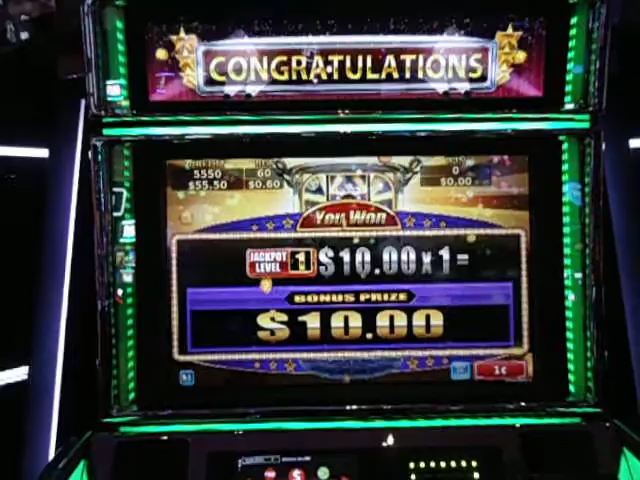 CONGRATULATIONS
5550 60 0
$55.50 $0.60 $0.00
You Won
JACKPOT LEVEL 1 $10.00 x 1 =
BONUS PRIZE
$10.00
1¢